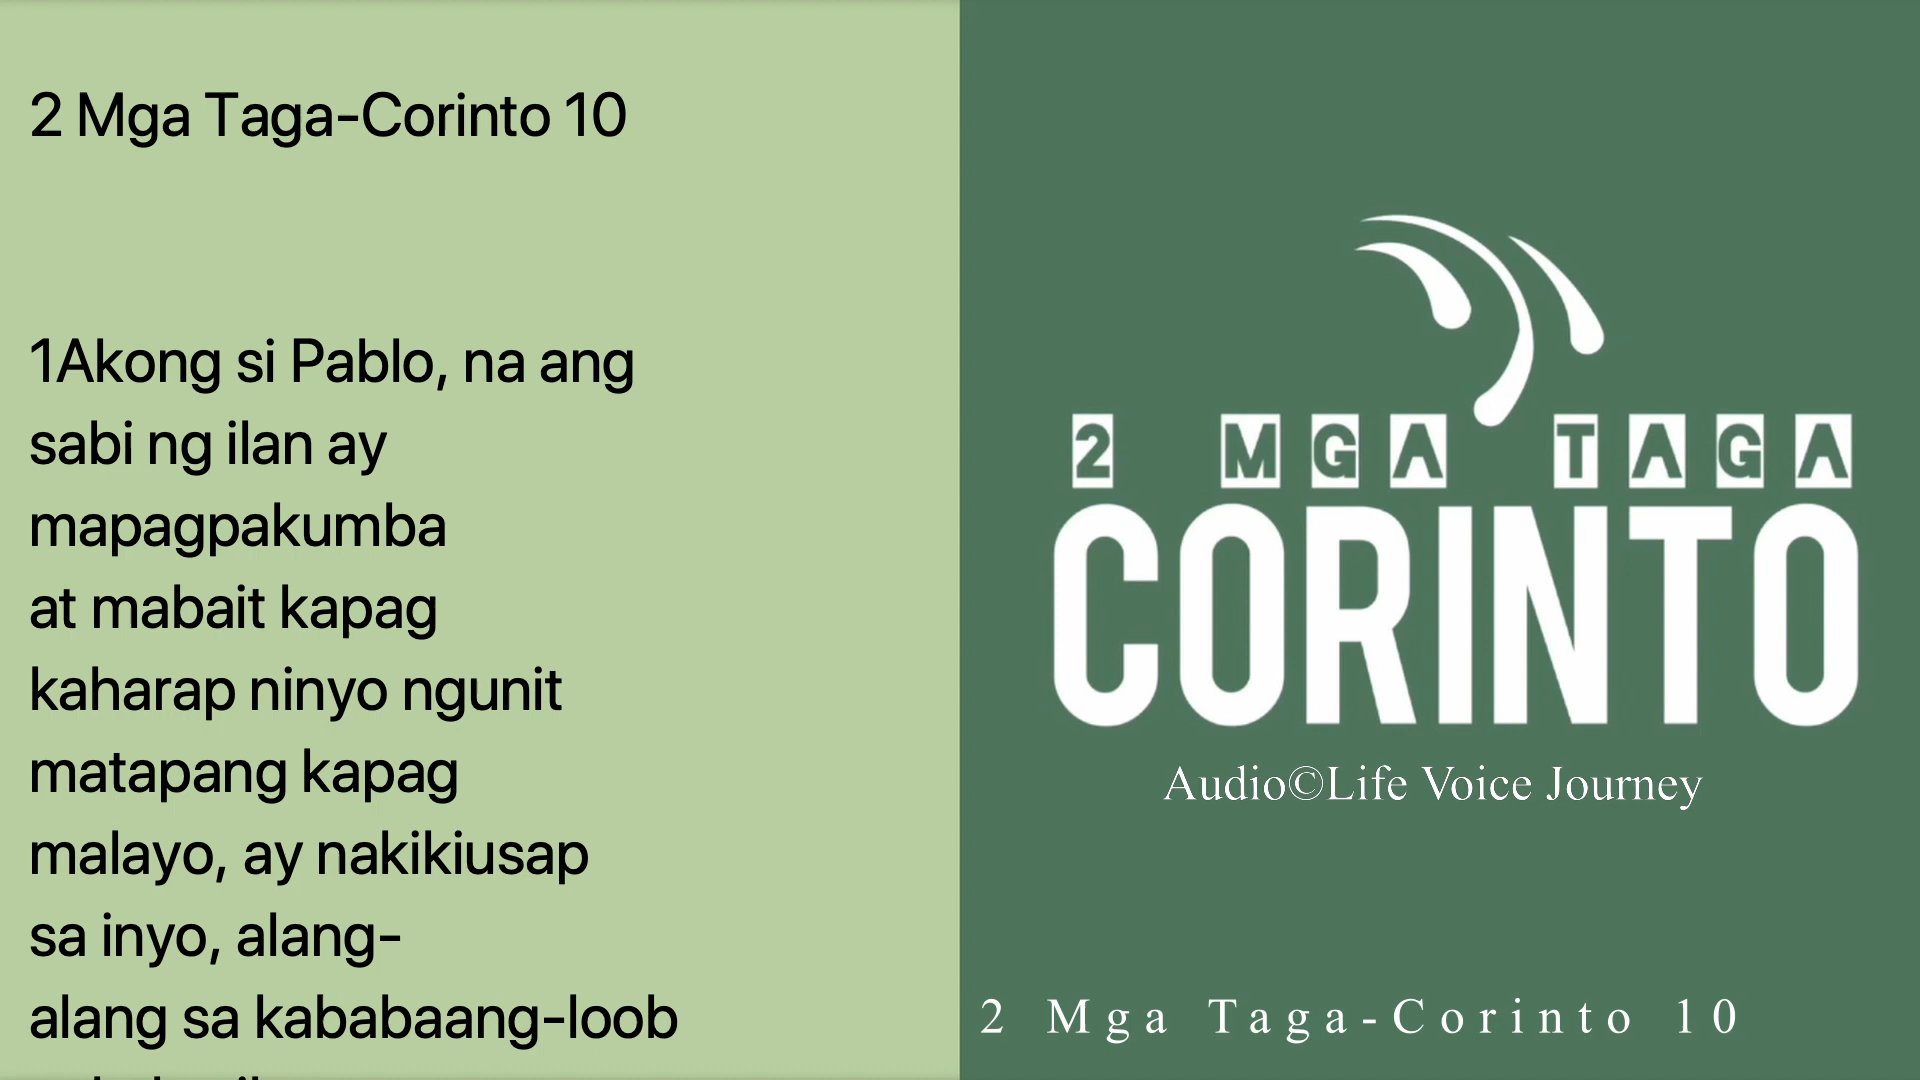 2 Mga Taga-Corinto 10
1Akong si Pablo, na ang
sabi ng ilan ay
mapagpakumba
at mabait kapag
kaharap ninyo ngunit
matapang kapag
malayo, ay nakikiusap
sa inyo, alang-
alang sa kababaang-loob
2 MGA TAGA
CORINTO
Audio©Life Voice Journey
2 Mga Taga-Corinto 10